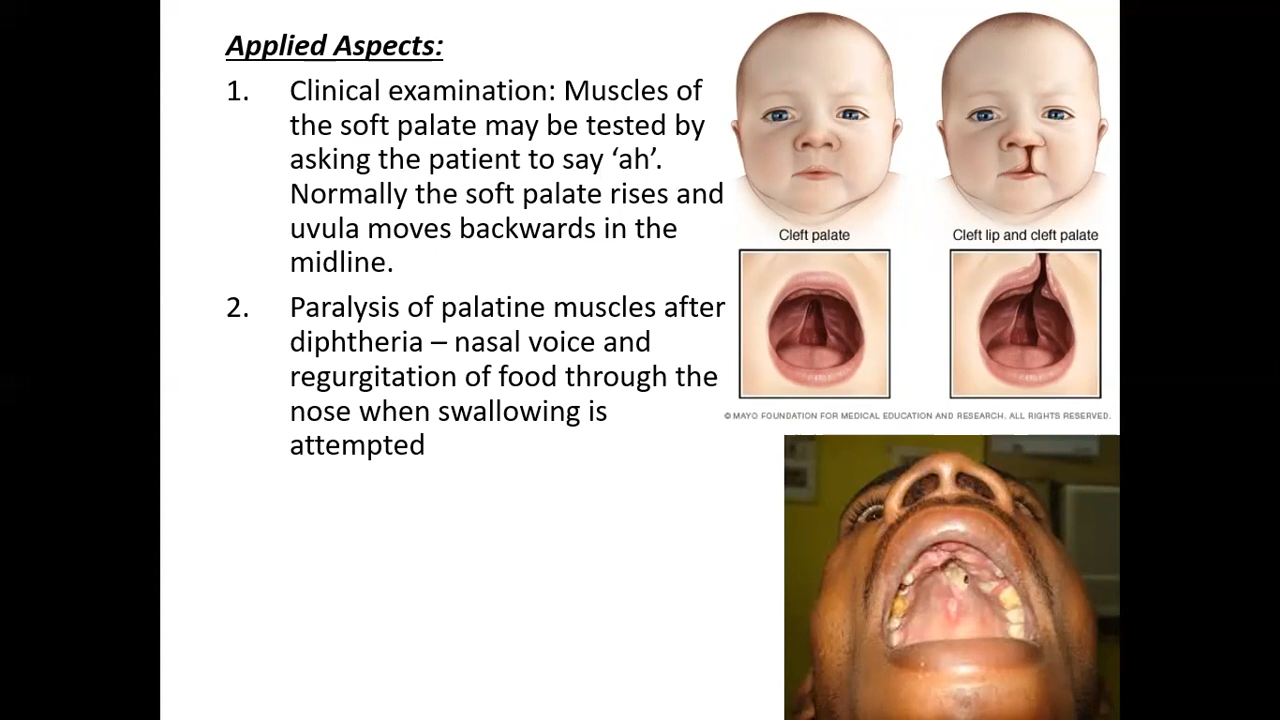 Applied Aspects:
1. Clinical examination: Muscles of
the soft palate may be tested by
asking the patient to say ‘ah’.
Normally the soft palate rises and
uvula moves backwards in the
midline.
2. Paralysis of palatine muscles after
diphtheria – nasal voice and
regurgitation of food through the
nose when swallowing is
attempted
Cleft palate
Cleft lip and cleft palate
© MAYO FOUNDATION FOR MEDICAL EDUCATION AND RESEARCH. ALL RIGHTS RESERVED.